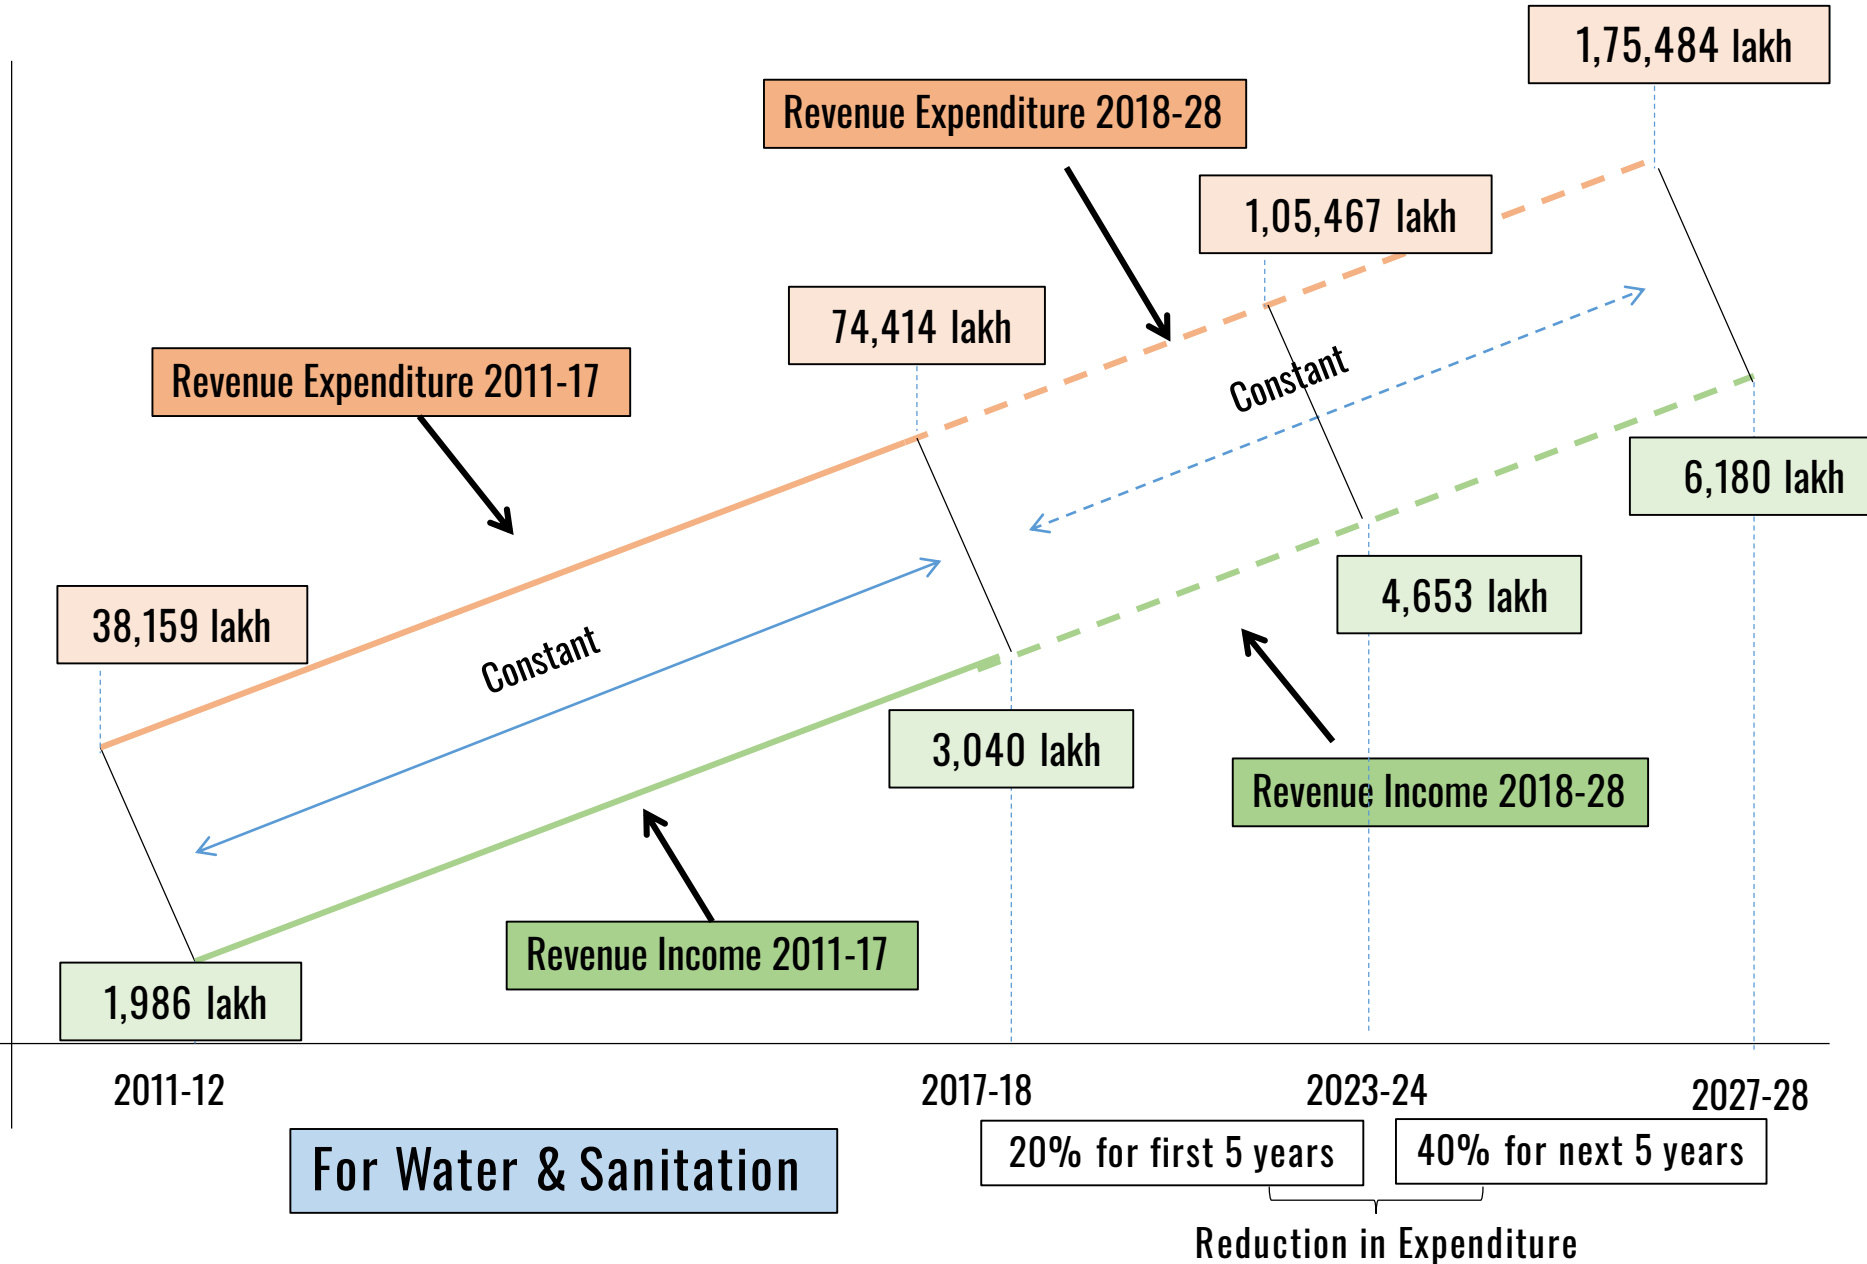 1,75,484 lakh
Revenue Expenditure 2018-28
1,05,467 lakh
74,414 lakh
Revenue Expenditure 2011-17
Constant
6,180 lakh
4,653 lakh
38,159 lakh
Constant
3,040 lakh
Revenue Income 2018-28
Revenue Income 2011-17
1,986 lakh
2011-12
2017-18
2023-24
2027-28
20% for first 5 years
40% for next 5 years
For Water & Sanitation
Reduction in Expenditure